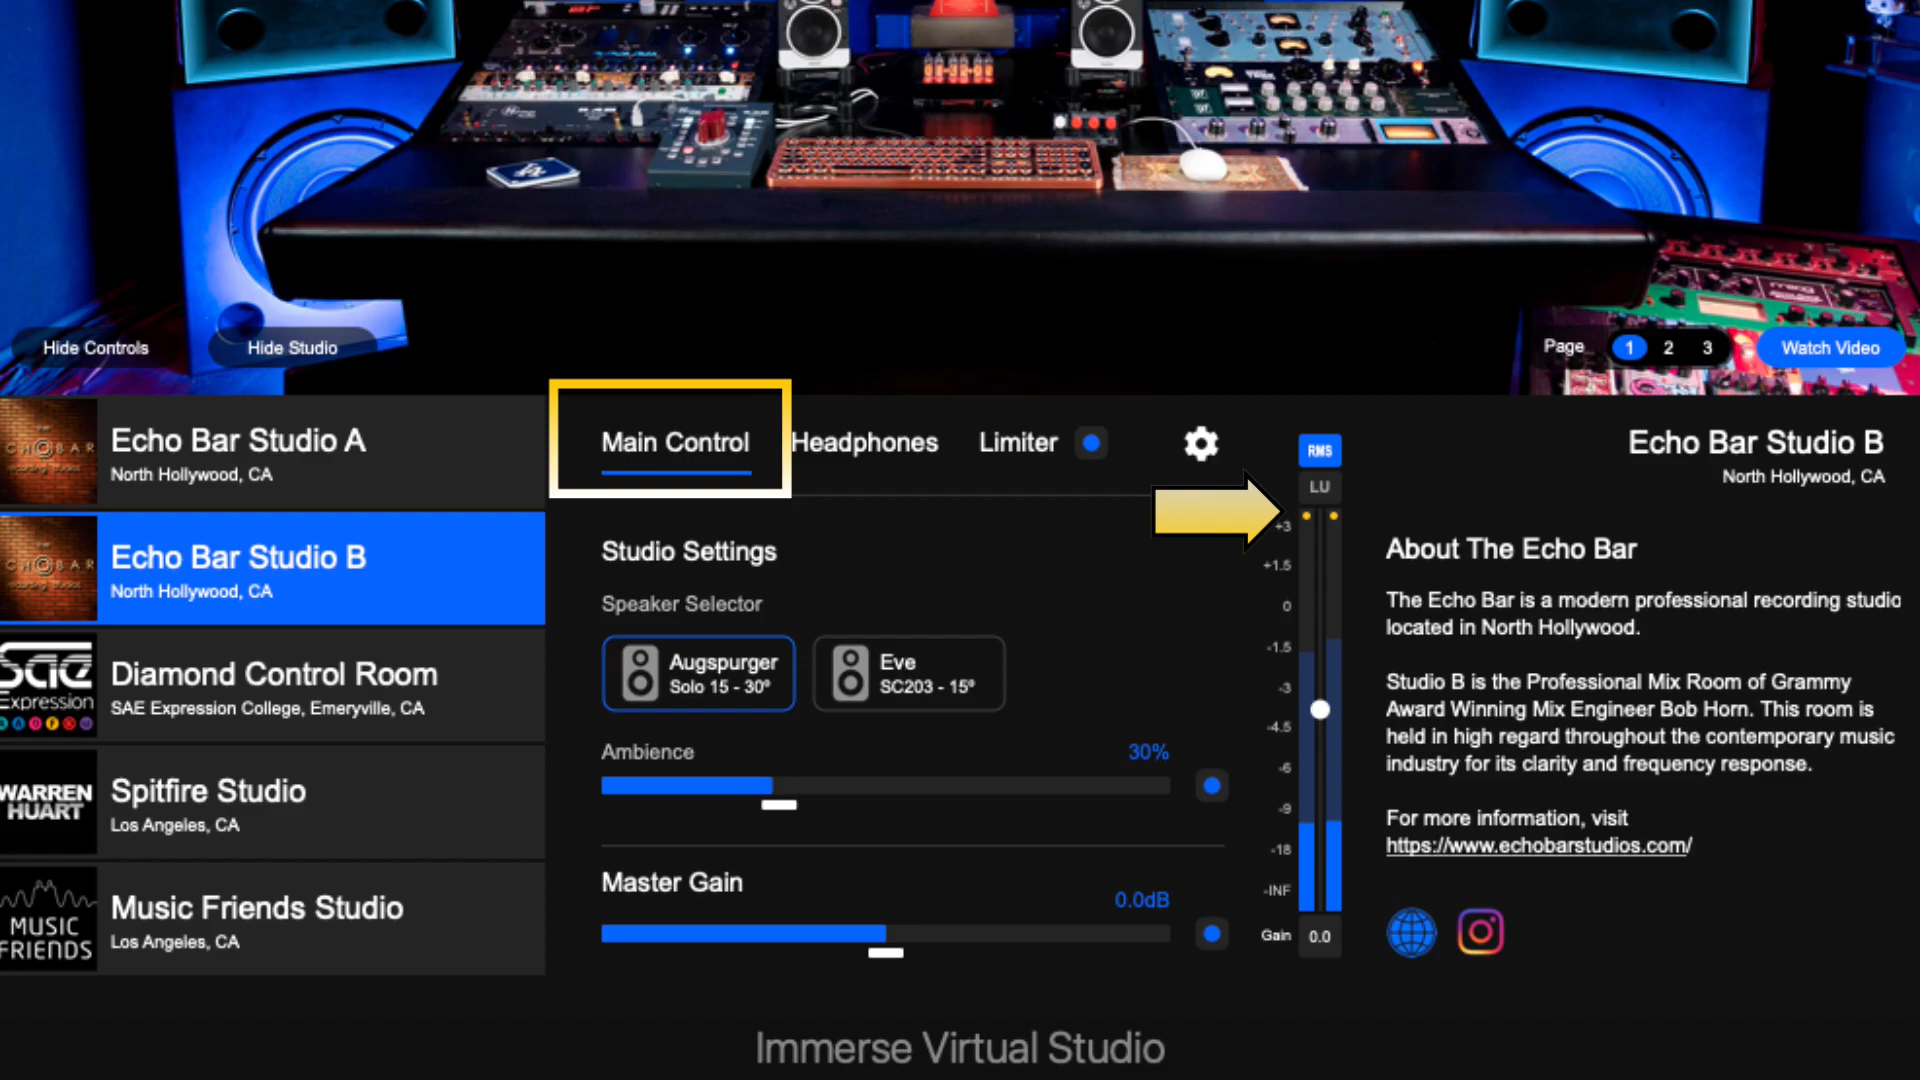 Hide Controls
Hide Studio
Page
1
2
3
Watch Video
Echo Bar Studio A
North Hollywood, CA
Echo Bar Studio B
North Hollywood, CA
Sae
Expression
Diamond Control Room
SAE Expression College, Emeryville, CA
WARREN
HUART
Spitfire Studio
Los Angeles, CA
MUSIC
FRIENDS
Music Friends Studio
Los Angeles, CA
Main Control
Headphones
Limiter
Studio Settings
Speaker Selector
Augspurger
Solo 15 - 30º
Eve
SC203 - 15º
Ambience
30%
Master Gain
0.0dB
RMS
LU
+3
+1.5
0
-1.5
-3
-4.5
-6
-9
-18
-INF
Gain
0.0
Echo Bar Studio B
North Hollywood, CA
About The Echo Bar
The Echo Bar is a modern professional recording studio
located in North Hollywood.
Studio B is the Professional Mix Room of Grammy
Award Winning Mix Engineer Bob Horn. This room is
held in high regard throughout the contemporary music
industry for its clarity and frequency response.
For more information, visit
https://www.echobarstudios.com/
Immerse Virtual Studio